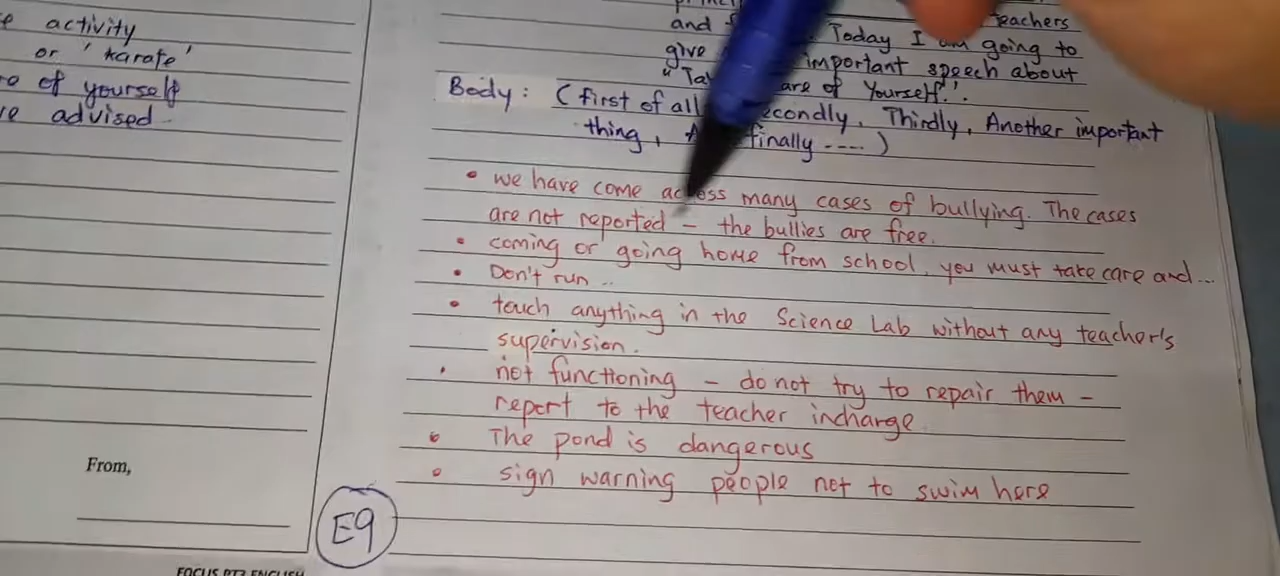 activity
or 'karate'
of yourself
advised
From,
E9
FOCUS PT3 ENGLISH
teachers
and Today I am going to
give important speech about
are of Yourself.'.
Body: (first of all econdly, Thirdly, Another important
thing, finally ----)
• we have come across many cases of bullying. The cases
are not reported – the bullies are free.
• coming or going home from school, you must take care and...
• Don't run ..
• touch anything in the Science Lab without any teacher's
supervision.
• not functioning – do not try to repair them –
report to the teacher incharge.
• The pond is dangerous
• sign warning people not to swim here